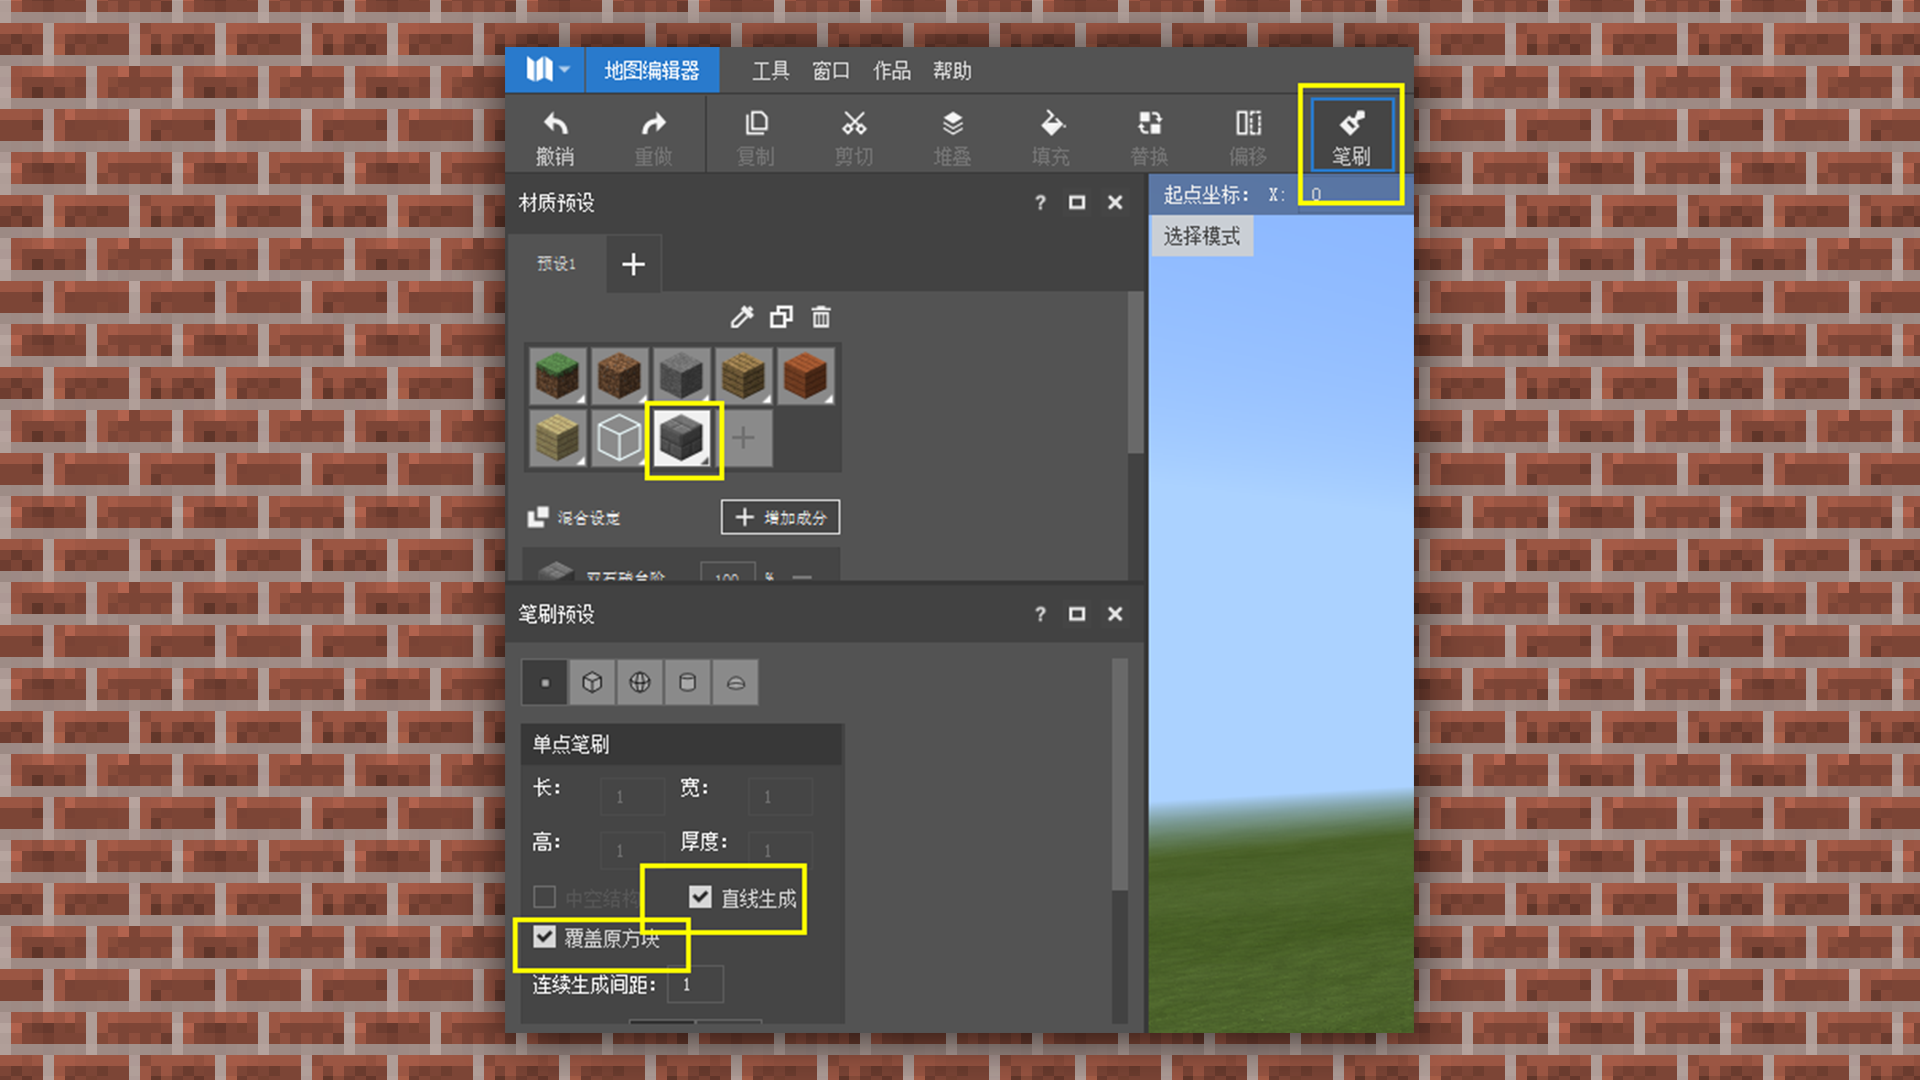 地图编辑器 工具 窗口 作品 帮助
撤销 重做 复制 剪切 堆叠 填充 替换 偏移 笔刷
材质预设 ?
起点坐标: X: 0
选择模式
预设1
混合设定 增加成分
双石砖台阶 100 %
笔刷预设 ?
单点笔刷
长: 1 宽: 1
高: 1 厚度: 1
中空结构 直线生成
覆盖原方块
连续生成间距: 1